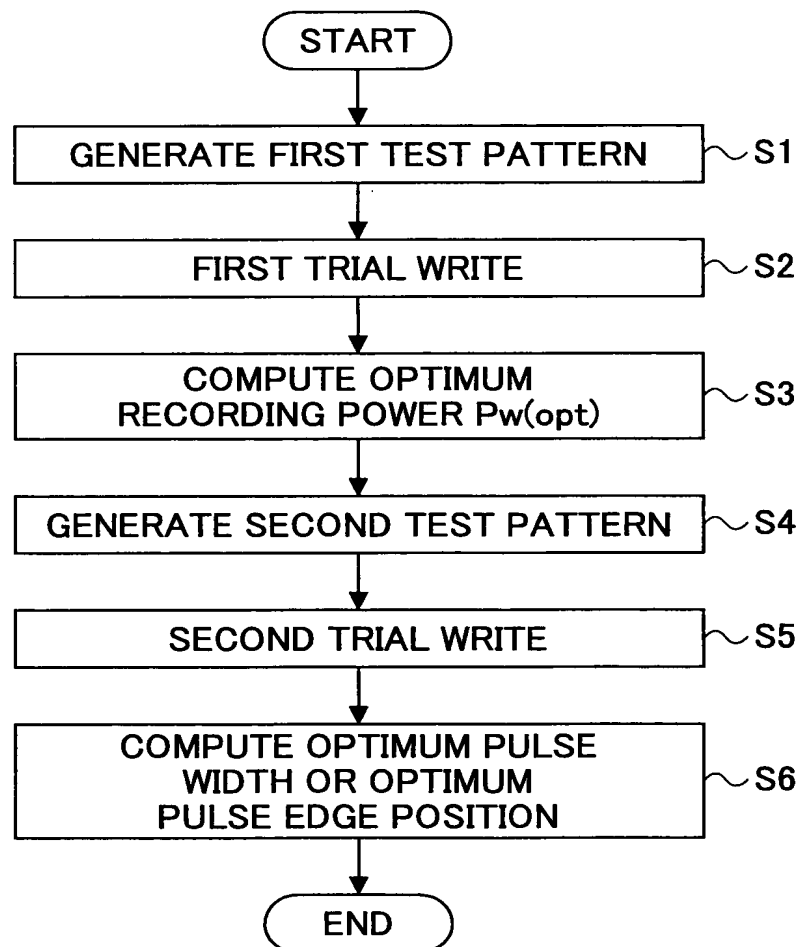 START
GENERATE FIRST TEST PATTERN
S1
FIRST TRIAL WRITE
S2
COMPUTE OPTIMUM
RECORDING POWER Pw(opt)
S3
GENERATE SECOND TEST PATTERN
S4
SECOND TRIAL WRITE
S5
COMPUTE OPTIMUM PULSE
WIDTH OR OPTIMUM
PULSE EDGE POSITION
S6
END